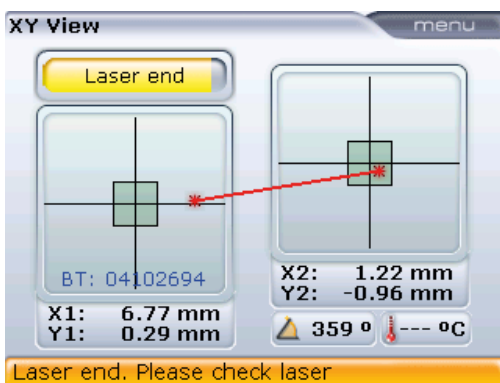 XY View
menu
Laser end
BT: 04102694
X1: 6.77 mm
Y1: 0.29 mm
X2: 1.22 mm
Y2: -0.96 mm
359 º
--- ºC
Laser end. Please check laser